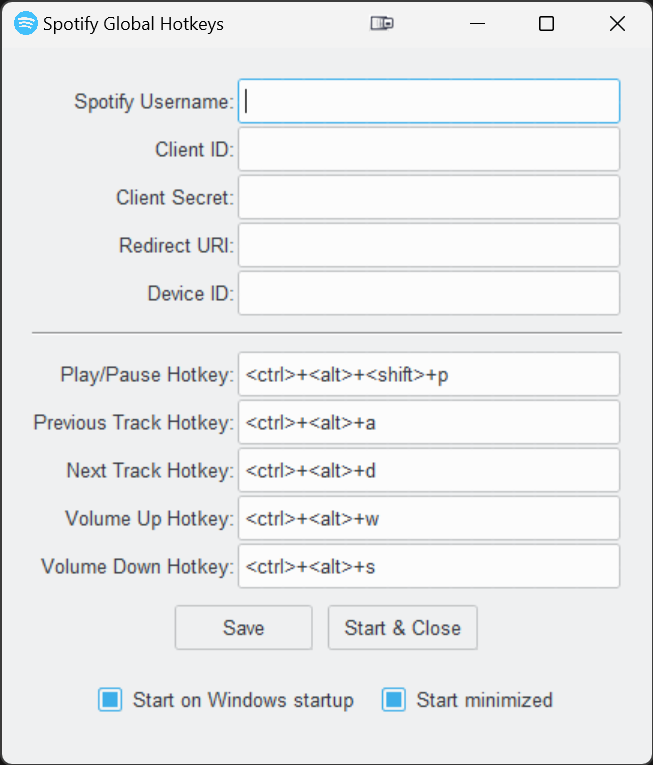 Spotify Global Hotkeys
Spotify Username:
Client ID:
Client Secret:
Redirect URI:
Device ID:
Play/Pause Hotkey: <ctrl>+<alt>+<shift>+p
Previous Track Hotkey: <ctrl>+<alt>+a
Next Track Hotkey: <ctrl>+<alt>+d
Volume Up Hotkey: <ctrl>+<alt>+w
Volume Down Hotkey: <ctrl>+<alt>+s
Save Start & Close
Start on Windows startup Start minimized